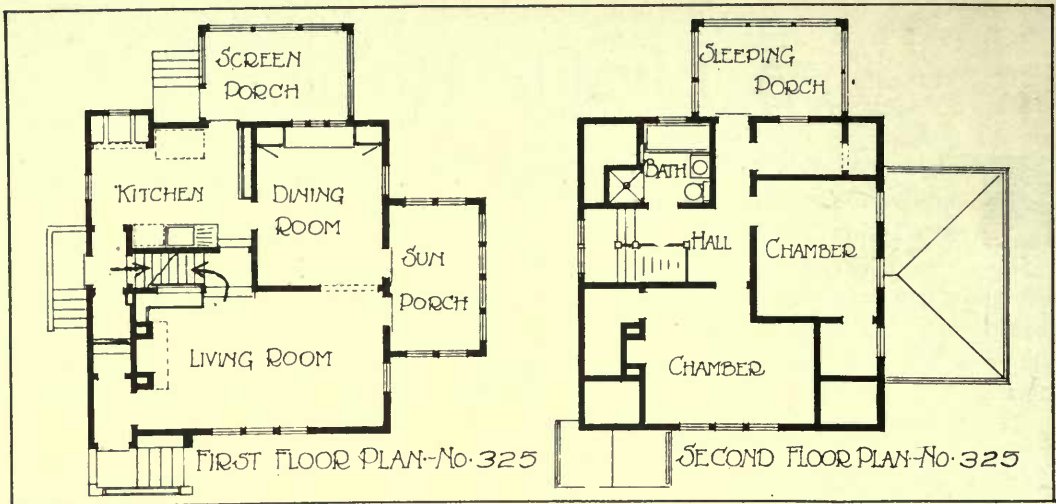 SCREEN
PORCH
KITCHEN
DINING
ROOM
SUN
PORCH
LIVING ROOM
FIRST FLOOR PLAN-NO. 325
SLEEPING
PORCH
BATH
HALL
CHAMBER
CHAMBER
SECOND FLOOR PLAN-NO. 325